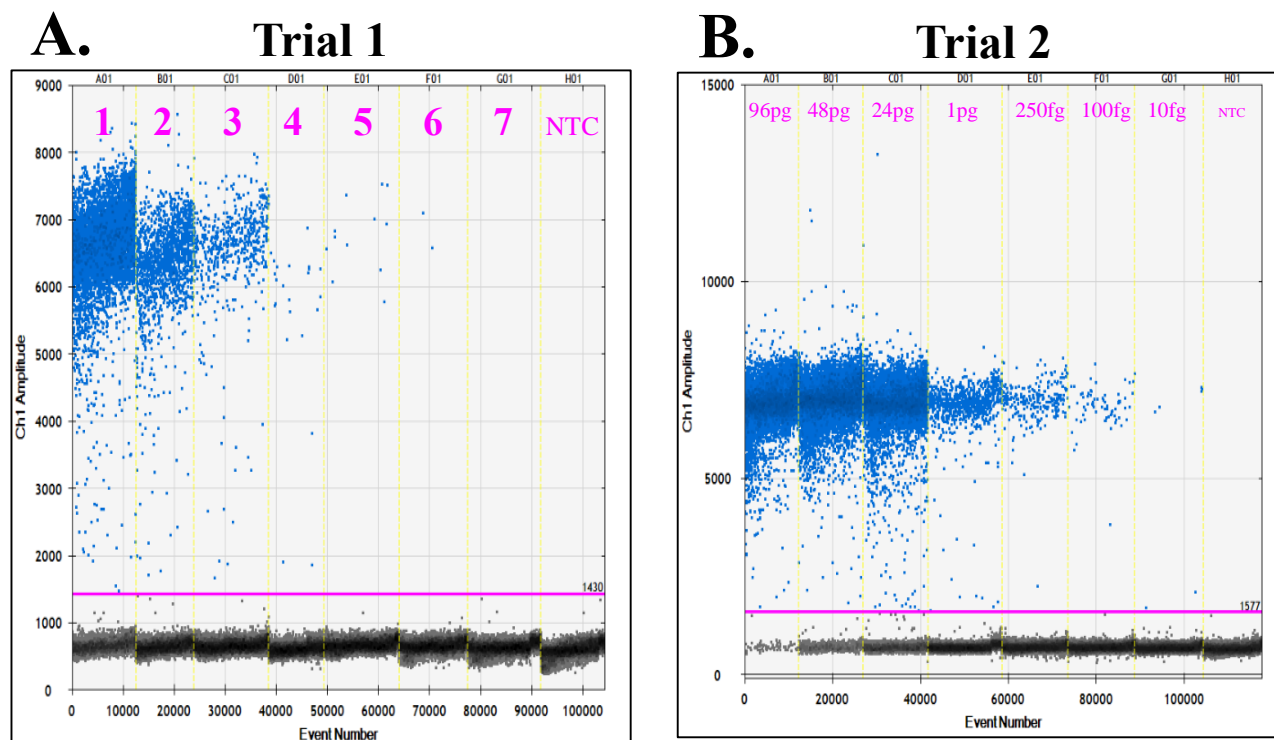 A.
Trial 1
A01 B01 C01 D01 E01 F01 G01 H01
1 2 3 4 5 6 7 NTC
9000
8000
7000
6000
5000
4000
3000
2000
1000
0
Ch1 Amplitude
1430
0 10000 20000 30000 40000 50000 60000 70000 80000 90000 100000
Event Number
B.
Trial 2
A01 B01 C01 D01 E01 F01 G01 H01
96pg 48pg 24pg 1pg 250fg 100fg 10fg NTC
15000
10000
5000
0
Ch1 Amplitude
1577
0 20000 40000 60000 80000 100000
Event Number